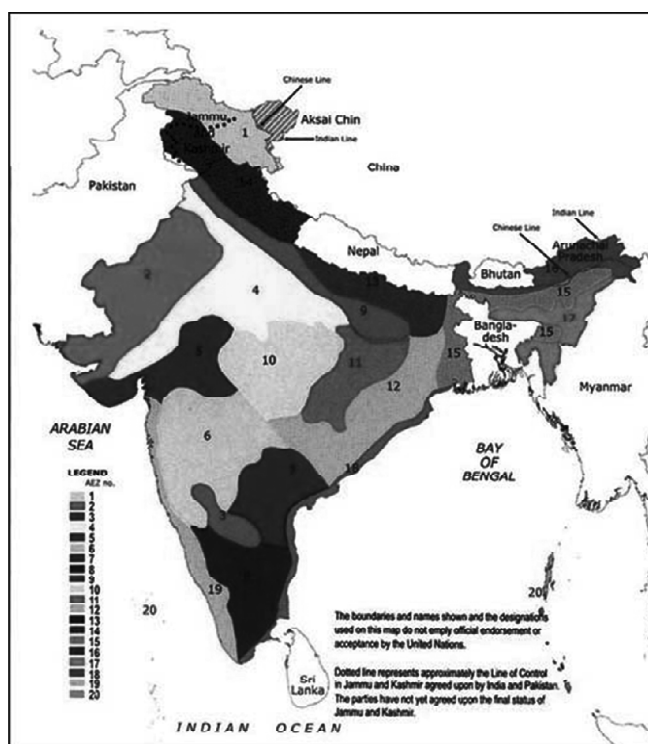 Chinese Line
Jammu
And
Kashmir
1
Aksai Chin
Indian Line
China
Pakistan
14
Nepal
Indian Line
Chinese Line
Arunachal
Pradesh
16
Bhutan
15
17
2
4
13
9
Bangla-
desh
15
15
5
10
11
12
Myanmar
ARABIAN
SEA
6
BAY
OF
BENGAL
18
3
19
20
20
LEGEND
AEZ no.
1
2
3
4
5
6
7
8
9
10
11
12
13
14
15
16
17
18
19
20
The boundaries and names shown and the designations
used on this map do not emply official endorsement or
acceptance by the United Nations.
Dotted line represents approximately the Line of Control
in Jammu and Kashmir agreed upon by India and Pakistan.
The parties have not yet agreed upon the final status of
Jammu and Kashmir.
Sri
Lanka
INDIAN OCEAN